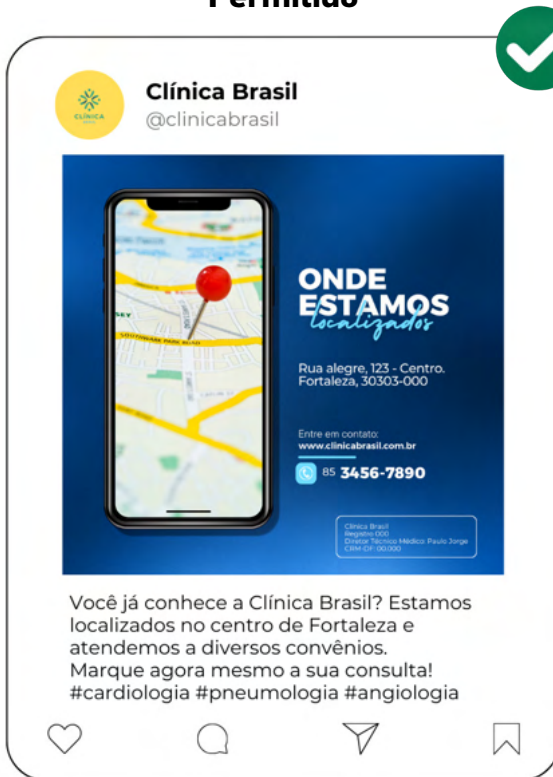 Permitido
Clínica Brasil
@clinicabrasil
CLÍNICA
ONDE
ESTAMOS
localizados
SOUTHWARK PARK ROAD
Rua alegre, 123 - Centro.
Fortaleza, 30303-000
Entre em contato:
www.clinicabrasil.com.br
85 3456-7890
Clínica Brasil
Registro 000
Diretor Técnico Médico: Paulo Jorge
CRM-DF: 00.000
Você já conhece a Clínica Brasil? Estamos
localizados no centro de Fortaleza e
atendemos a diversos convênios.
Marque agora mesmo a sua consulta!
#cardiologia #pneumologia #angiologia